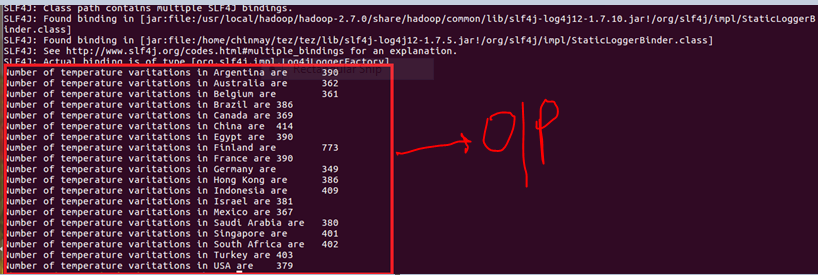 SLF4J: Class path contains multiple SLF4J bindings.
SLF4J: Found binding in [jar:file:/usr/local/hadoop/hadoop-2.7.0/share/hadoop/common/lib/slf4j-log4j12-1.7.10.jar!/org/slf4j/impl/StaticLoggerB
inder.class]
SLF4J: Found binding in [jar:file:/home/chinmay/tez/tez/lib/slf4j-log4j12-1.7.5.jar!/org/slf4j/impl/StaticLoggerBinder.class]
SLF4J: See http://www.slf4j.org/codes.html#multiple_bindings for an explanation.
SLF4J: Actual binding is of type [org.slf4j.impl.Log4jLoggerFactory]
Number of temperature varitations in Argentina are 390
Number of temperature varitations in Australia are 362
Number of temperature varitations in Belgium are 361
Number of temperature varitations in Brazil are 386
Number of temperature varitations in Canada are 369
Number of temperature varitations in China are 414
Number of temperature varitations in Egypt are 390
Number of temperature varitations in Finland are 773
Number of temperature varitations in France are 390
Number of temperature varitations in Germany are 349
Number of temperature varitations in Hong Kong are 386
Number of temperature varitations in Indonesia are 409
Number of temperature varitations in Israel are 381
Number of temperature varitations in Mexico are 367
Number of temperature varitations in Saudi Arabia are 380
Number of temperature varitations in Singapore are 401
Number of temperature varitations in South Africa are 402
Number of temperature varitations in Turkey are 403
Number of temperature varitations in USA are 379
O|P